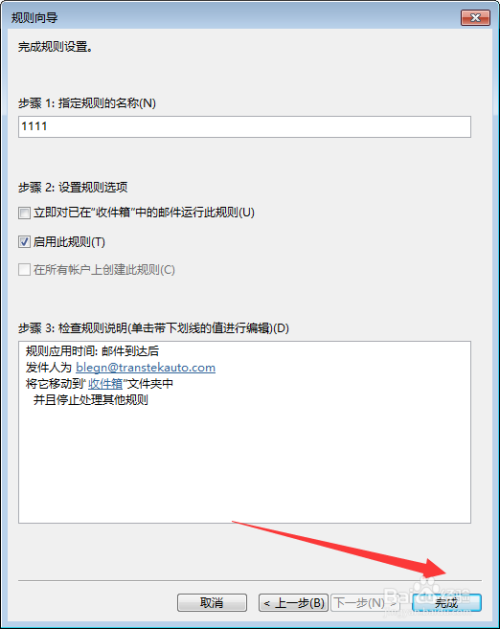 规则向导
完成规则设置。
步骤 1: 指定规则的名称(N)
1111
步骤 2: 设置规则选项
立即对已在"收件箱"中的邮件运行此规则(U)
启用此规则(T)
在所有帐户上创建此规则(C)
步骤 3: 检查规则说明(单击带下划线的值进行编辑)(D)
规则应用时间: 邮件到达后
发件人为 blegn@transtekauto.com
将它移动到"收件箱"文件夹中
并且停止处理其他规则
取消 < 上一步(B) 下一步(N) > 完成